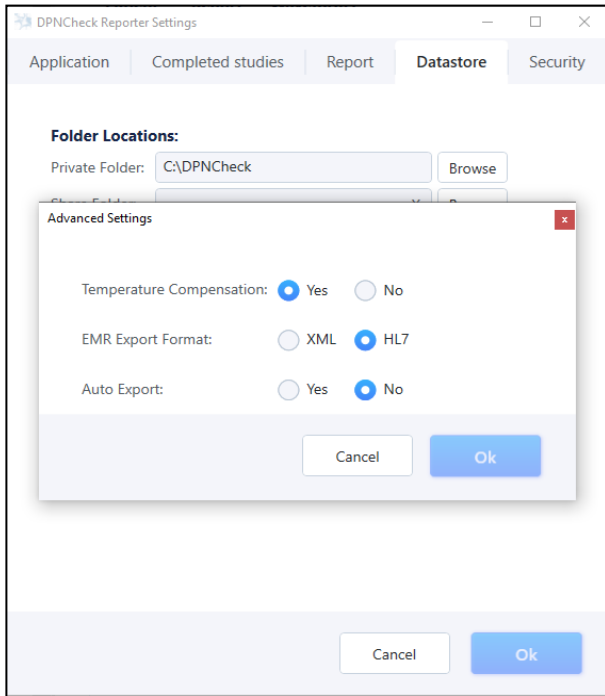 DPNCheck Reporter Settings
Application Completed studies Report Datastore Security
Folder Locations:
Private Folder: C:\DPNCheck Browse
Advanced Settings x
Temperature Compensation: Yes No
EMR Export Format: XML HL7
Auto Export: Yes No
Cancel Ok
Cancel Ok